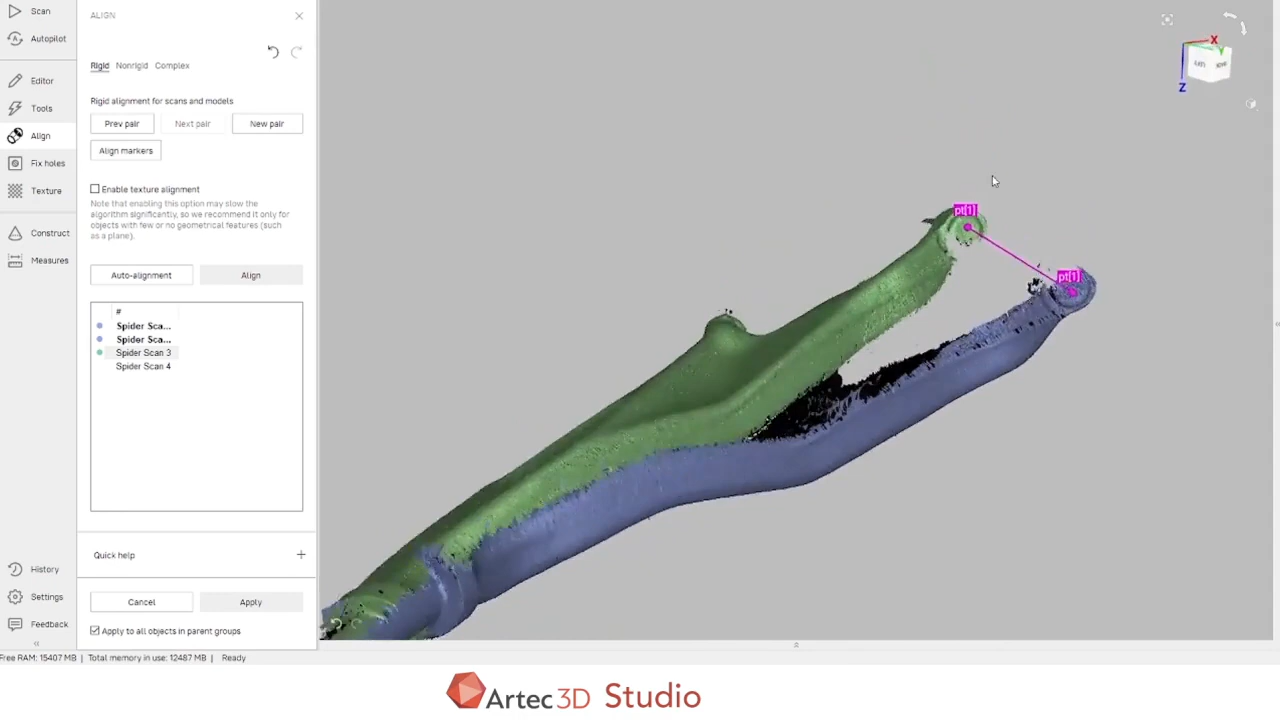 Scan
Autopilot
Editor
Tools
Align
Fix holes
Texture
Construct
Measures
History
Settings
Feedback
ALIGN
Rigid Nonrigid Complex
Rigid alignment for scans and models
Prev pair Next pair New pair
Align markers
Enable texture alignment
Note that enabling this option may slow the
algorithm significantly, so we recommend it only for
objects with few or no geometrical features (such
as a plane).
Auto-alignment Align
#
Spider Sca...
Spider Sca...
Spider Scan 3
Spider Scan 4
Quick help
Cancel Apply
Apply to all objects in parent groups
X
Z
pt[1]
pt[1]
Free RAM: 15407 MB | Total memory in use: 12487 MB | Ready
Artec 3D Studio